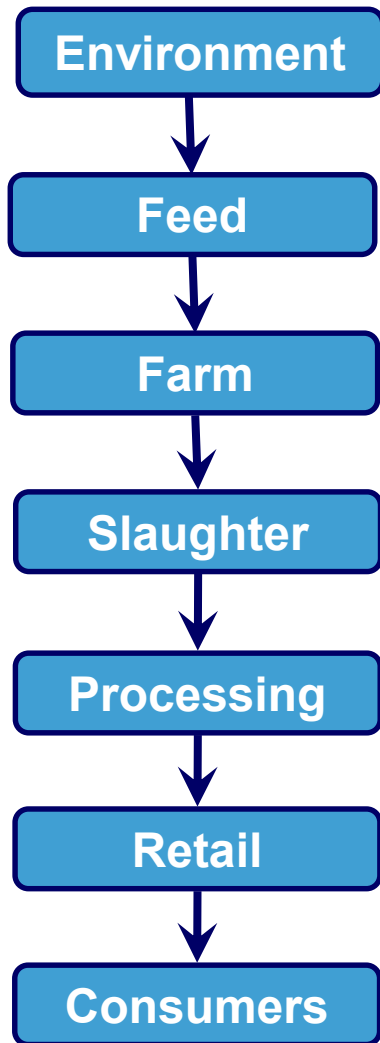 Environment
Feed
Farm
Slaughter
Processing
Retail
Consumers